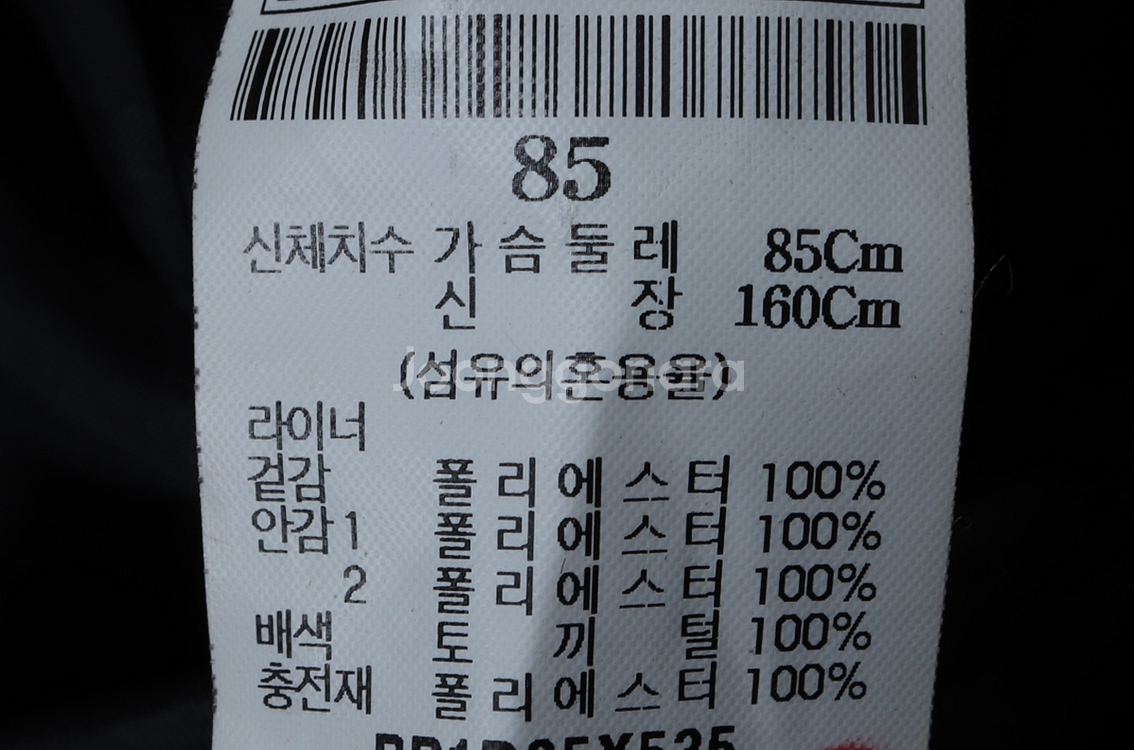 85
신체치수 가슴둘레 85Cm
신장 160Cm
(섬유의혼용율)
라이너
겉감 폴리에스터 100%
안감1 폴리에스터 100%
2 폴리에스터 100%
배색 토끼털 100%
충전재 폴리에스터 100%